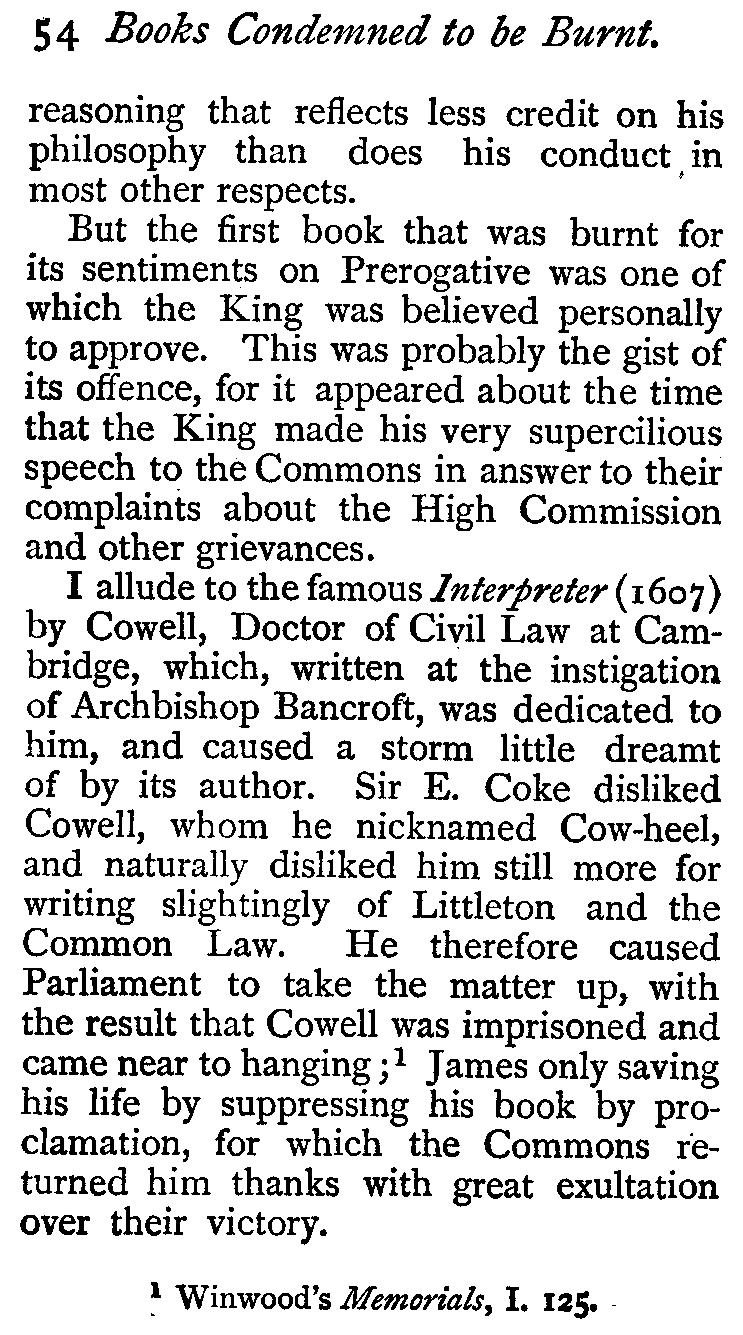 54 Books Condemned to be Burnt.
reasoning that reflects less credit on his
philosophy than does his conduct in
most other respects.
But the first book that was burnt for
its sentiments on Prerogative was one of
which the King was believed personally
to approve. This was probably the gist of
its offence, for it appeared about the time
that the King made his very supercilious
speech to the Commons in answer to their
complaints about the High Commission
and other grievances.
I allude to the famous Interpreter (1607)
by Cowell, Doctor of Civil Law at Cam-
bridge, which, written at the instigation
of Archbishop Bancroft, was dedicated to
him, and caused a storm little dreamt
of by its author. Sir E. Coke disliked
Cowell, whom he nicknamed Cow-heel,
and naturally disliked him still more for
writing slightingly of Littleton and the
Common Law. He therefore caused
Parliament to take the matter up, with
the result that Cowell was imprisoned and
came near to hanging;¹ James only saving
his life by suppressing his book by pro-
clamation, for which the Commons re-
turned him thanks with great exultation
over their victory.
¹ Winwood's Memorials, I. 125.